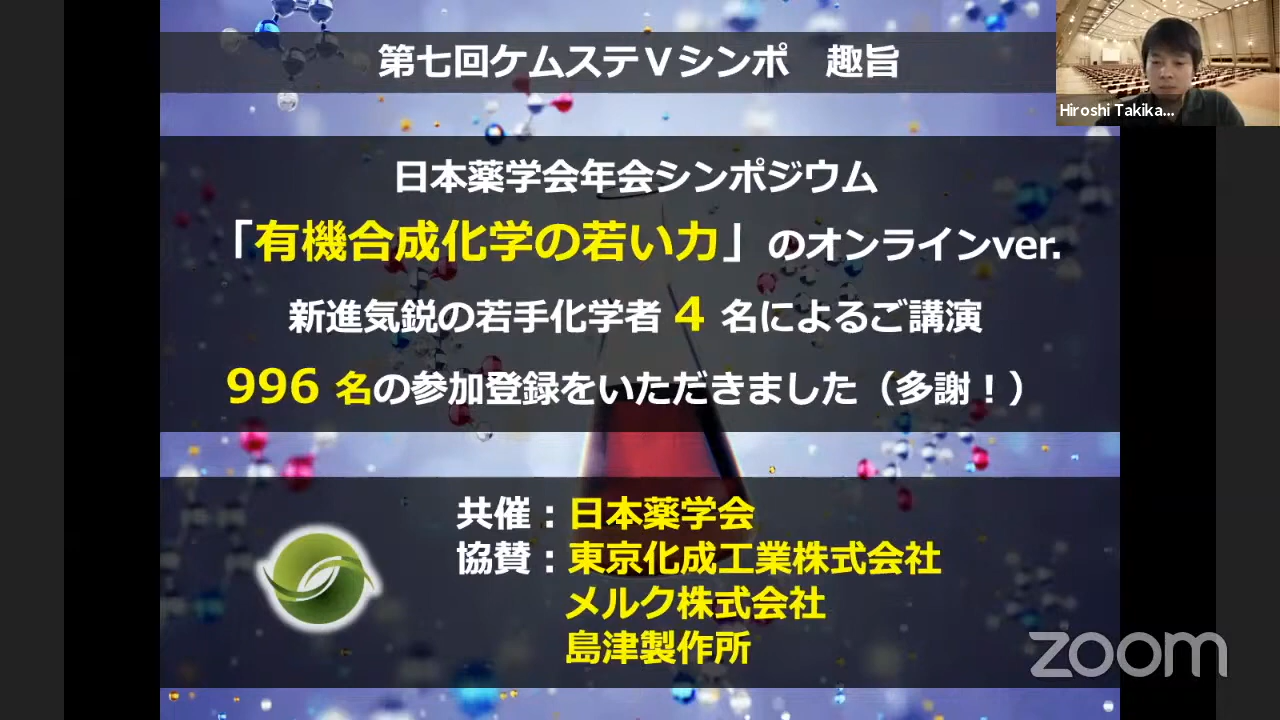 第七回ケムステVシンポ 趣旨
Hiroshi Takika...
日本薬学会年会シンポジウム
「有機合成化学の若い力」のオンラインver.
新進気鋭の若手化学者 4 名によるご講演
996 名の参加登録をいただきました（多謝！）
共催：日本薬学会
協賛：東京化成工業株式会社
メルク株式会社
島津製作所
zoom